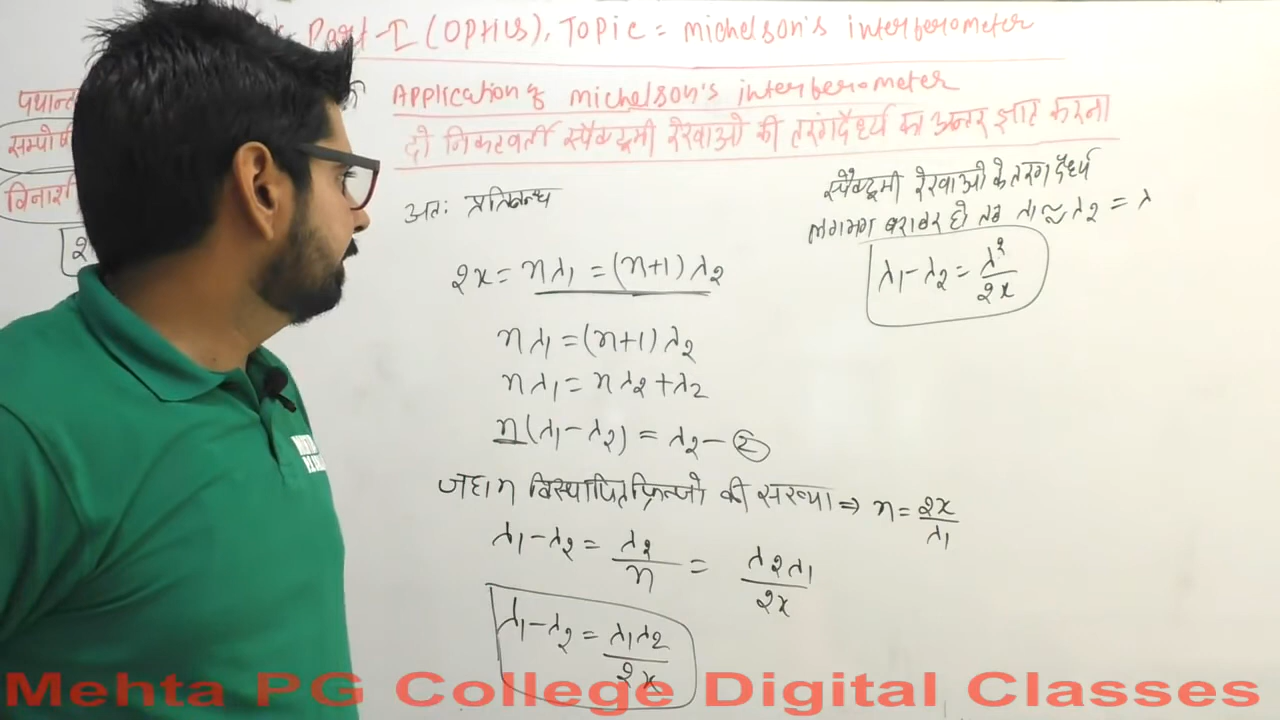 Part-I (OPtics), Topic = michelson's interferometer
Application of michelson's interferometer
दो निकटवर्ती स्पैक्ट्रमी रेखाओ की तरंगदैर्ध्य का अन्तर ज्ञात करना
अतः प्रतिबन्ध
2x = nλ1 = (n+1) λ2
nλ1 = (n+1) λ2
nλ1 = nλ2 + λ2
n(λ1 - λ2) = λ2 - ②
जहा n विस्थापित फ्रिन्जो की संख्या ⇒ n = 2x/λ1
λ1 - λ2 = λ2/n = λ2λ1/2x
λ1 - λ2 = λ1λ2/2x
स्पैक्ट्रमी रेखाओ के तरंग दैर्ध्य
लगभग बराबर हो तब λ1 ≈ λ2 = λ
λ1 - λ2 = λ²/2x
Mehta PG College Digital Classes